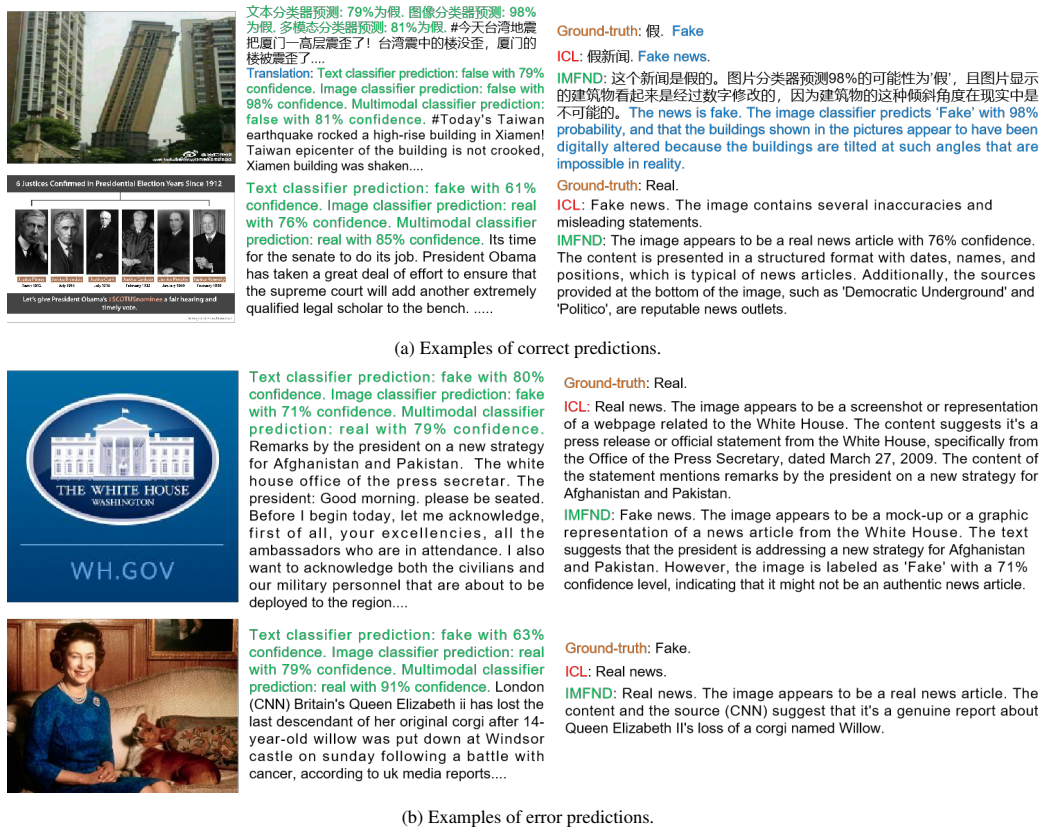 文本分类器预测: 79%为假. 图像分类器预测: 98%
为假. 多模态分类器预测: 81%为假. #今天台湾地震
把厦门一高层震歪了！台湾震中的楼没歪，厦门的
楼被震歪了....
Translation: Text classifier prediction: false with 79%
confidence. Image classifier prediction: false with
98% confidence. Multimodal classifier prediction:
false with 81% confidence. #Today's Taiwan
earthquake rocked a high-rise building in Xiamen!
Taiwan epicenter of the building is not crooked,
Xiamen building was shaken....
Ground-truth: 假. Fake
ICL: 假新闻. Fake news.
IMFND: 这个新闻是假的。图片分类器预测98%的可能性为'假'，且图片显示
的建筑物看起来是经过数字修改的，因为建筑物的这种倾斜角度在现实中是
不可能的。The news is fake. The image classifier predicts 'Fake' with 98%
probability, and that the buildings shown in the pictures appear to have been
digitally altered because the buildings are tilted at such angles that are
impossible in reality.
6 Justices Confirmed in Presidential Election Years Since 1912
Let's give President Obama's #SCOTUSnominee a fair hearing and
timely vote.
Text classifier prediction: fake with 61%
confidence. Image classifier prediction: real
with 76% confidence. Multimodal classifier
prediction: real with 85% confidence. Its time
for the senate to do its job. President Obama
has taken a great deal of effort to ensure that
the supreme court will add another extremely
qualified legal scholar to the bench. .....
Ground-truth: Real.
ICL: Fake news. The image contains several inaccuracies and
misleading statements.
IMFND: The image appears to be a real news article with 76% confidence.
The content is presented in a structured format with dates, names, and
positions, which is typical of news articles. Additionally, the sources
provided at the bottom of the image, such as 'Democratic Underground' and
'Politico', are reputable news outlets.
(a) Examples of correct predictions.
THE WHITE HOUSE
WASHINGTON
WH.GOV
Text classifier prediction: fake with 80%
confidence. Image classifier prediction: fake
with 71% confidence. Multimodal classifier
prediction: real with 79% confidence.
Remarks by the president on a new strategy
for Afghanistan and Pakistan. The white
house office of the press secretar. The
president: Good morning. please be seated.
Before I begin today, let me acknowledge,
first of all, your excellencies, all the
ambassadors who are in attendance. I also
want to acknowledge both the civilians and
our military personnel that are about to be
deployed to the region....
Ground-truth: Real.
ICL: Real news. The image appears to be a screenshot or representation
of a webpage related to the White House. The content suggests it's a
press release or official statement from the White House, specifically from
the Office of the Press Secretary, dated March 27, 2009. The content of
the statement mentions remarks by the president on a new strategy for
Afghanistan and Pakistan.
IMFND: Fake news. The image appears to be a mock-up or a graphic
representation of a news article from the White House. The text
suggests that the president is addressing a new strategy for Afghanistan
and Pakistan. However, the image is labeled as 'Fake' with a 71%
confidence level, indicating that it might not be an authentic news article.
Text classifier prediction: fake with 63%
confidence. Image classifier prediction: real
with 79% confidence. Multimodal classifier
prediction: real with 91% confidence. London
(CNN) Britain's Queen Elizabeth ii has lost the
last descendant of her original corgi after 14-
year-old willow was put down at Windsor
castle on sunday following a battle with
cancer, according to uk media reports....
Ground-truth: Fake.
ICL: Real news.
IMFND: Real news. The image appears to be a real news article. The
content and the source (CNN) suggest that it's a genuine report about
Queen Elizabeth II's loss of a corgi named Willow.
(b) Examples of error predictions.